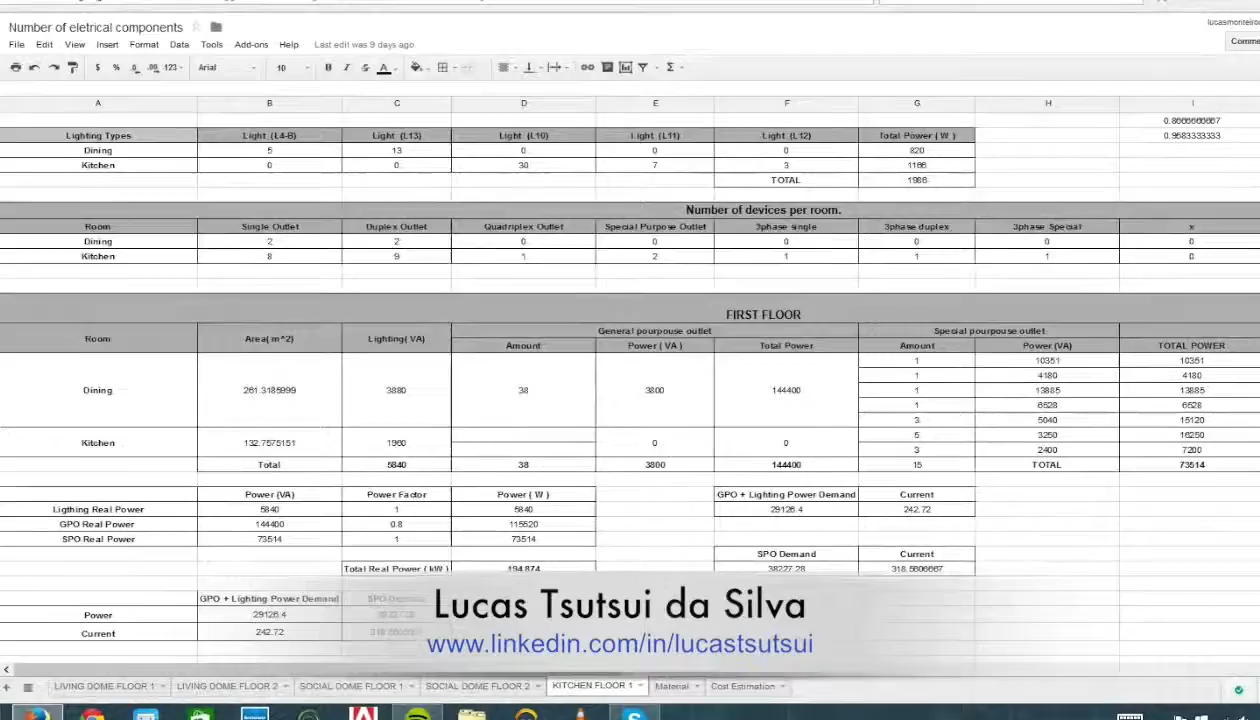 Number of eletrical components
lucasmonteiro
File Edit View Insert Format Data Tools Add-ons Help Last edit was 9 days ago
Comme
$ % .0 .00 123 Arial 10 B I S A Σ
A B C D E F G H I
0.8666666667
Lighting Types Light (L4-B) Light (L13) Light (L10) Light (L11) Light (L12) Total Power ( W ) 0.9583333333
Dining 5 13 0 0 0 820
Kitchen 0 0 30 7 3 1166
TOTAL 1986
Number of devices per room.
Room Single Outlet Duplex Outlet Quadriplex Outlet Special Purpose Outlet 3phase single 3phase duplex 3phase Special x
Dining 2 2 0 0 0 0 0 0
Kitchen 8 9 1 2 1 1 1 0
FIRST FLOOR
Room Area( m^2) Lighting( VA) General pourpouse outlet Special pourpouse outlet
Amount Power ( VA ) Total Power Amount Power (VA) TOTAL POWER
1 10351 10351
1 4180 4180
Dining 261.3185999 3880 38 3800 144400 1 13885 13885
1 6528 6528
3 5040 15120
Kitchen 132.7575151 1960 0 0 5 3250 16250
3 2400 7200
Total 5840 38 3800 144400 15 TOTAL 73514
Power (VA) Power Factor Power ( W ) GPO + Lighting Power Demand Current
Ligthing Real Power 5840 1 5840 29126.4 242.72
GPO Real Power 144400 0.8 115520
SPO Real Power 73514 1 73514
SPO Demand Current
Total Real Power ( kW ) 194.874 38227.28 318.5606667
GPO + Lighting Power Demand
Power 29126.4
Current 242.72
Lucas Tsutsui da Silva
www.linkedin.com/in/lucastsutsui
LIVING DOME FLOOR 1 LIVING DOME FLOOR 2 SOCIAL DOME FLOOR 1 SOCIAL DOME FLOOR 2 KITCHEN FLOOR 1 Material Cost Estimation